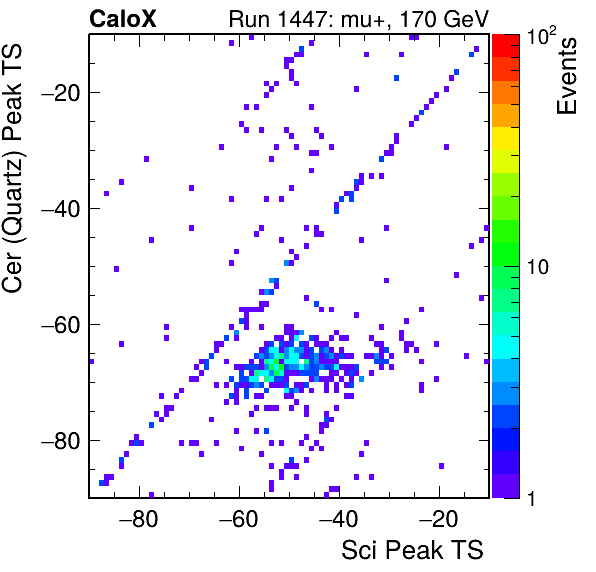 CaloX Run 1447: mu+, 170 GeV
10²
Events
Cer (Quartz) Peak TS
−20
−40
10
−60
−80
1
−80 −60 −40 −20
Sci Peak TS